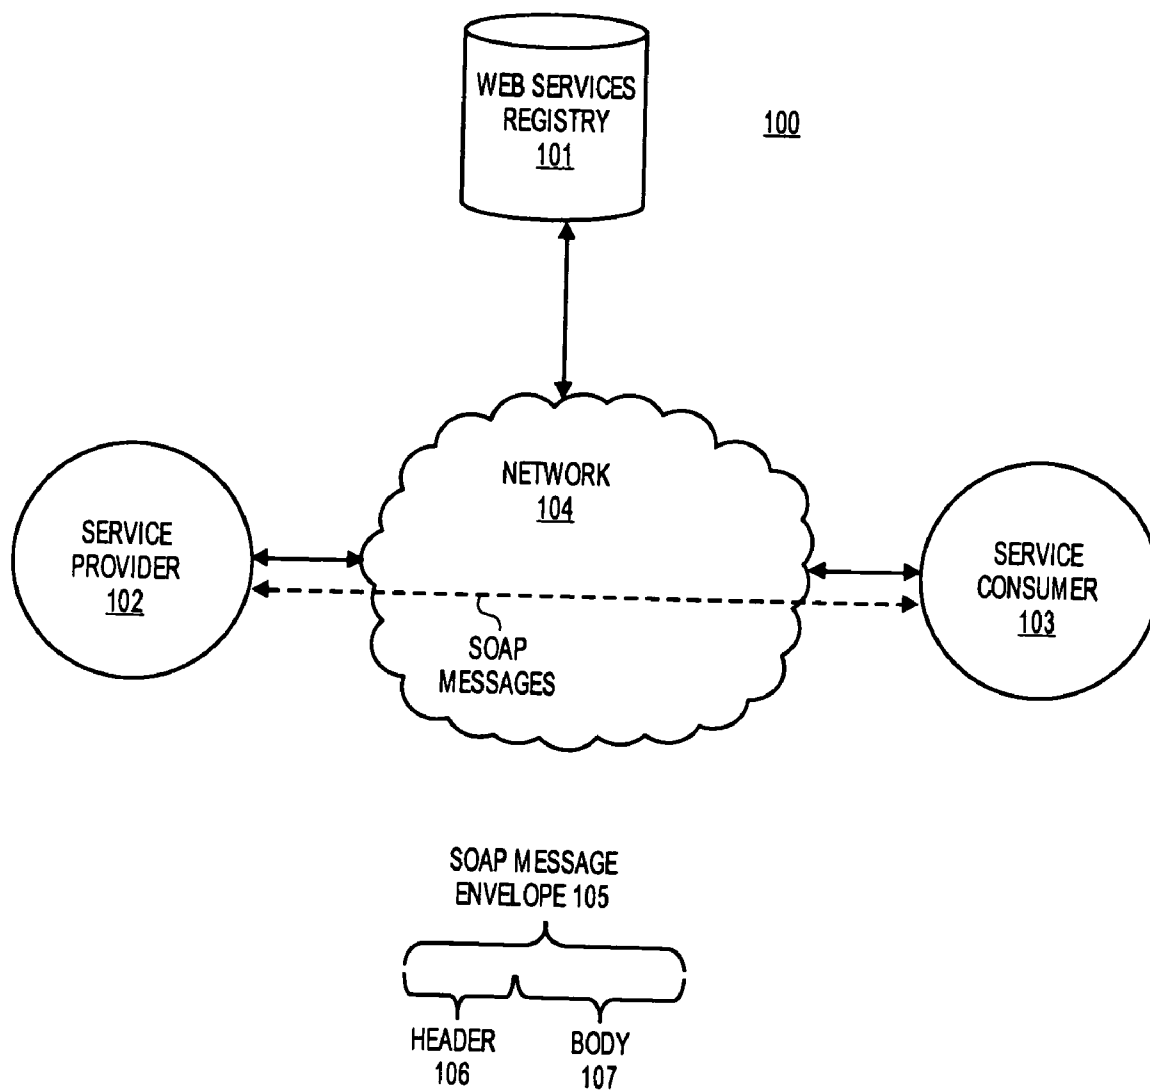 WEB SERVICES
REGISTRY
101
100
NETWORK
104
SERVICE
PROVIDER
102
SERVICE
CONSUMER
103
SOAP
MESSAGES
SOAP MESSAGE
ENVELOPE 105
HEADER
106
BODY
107